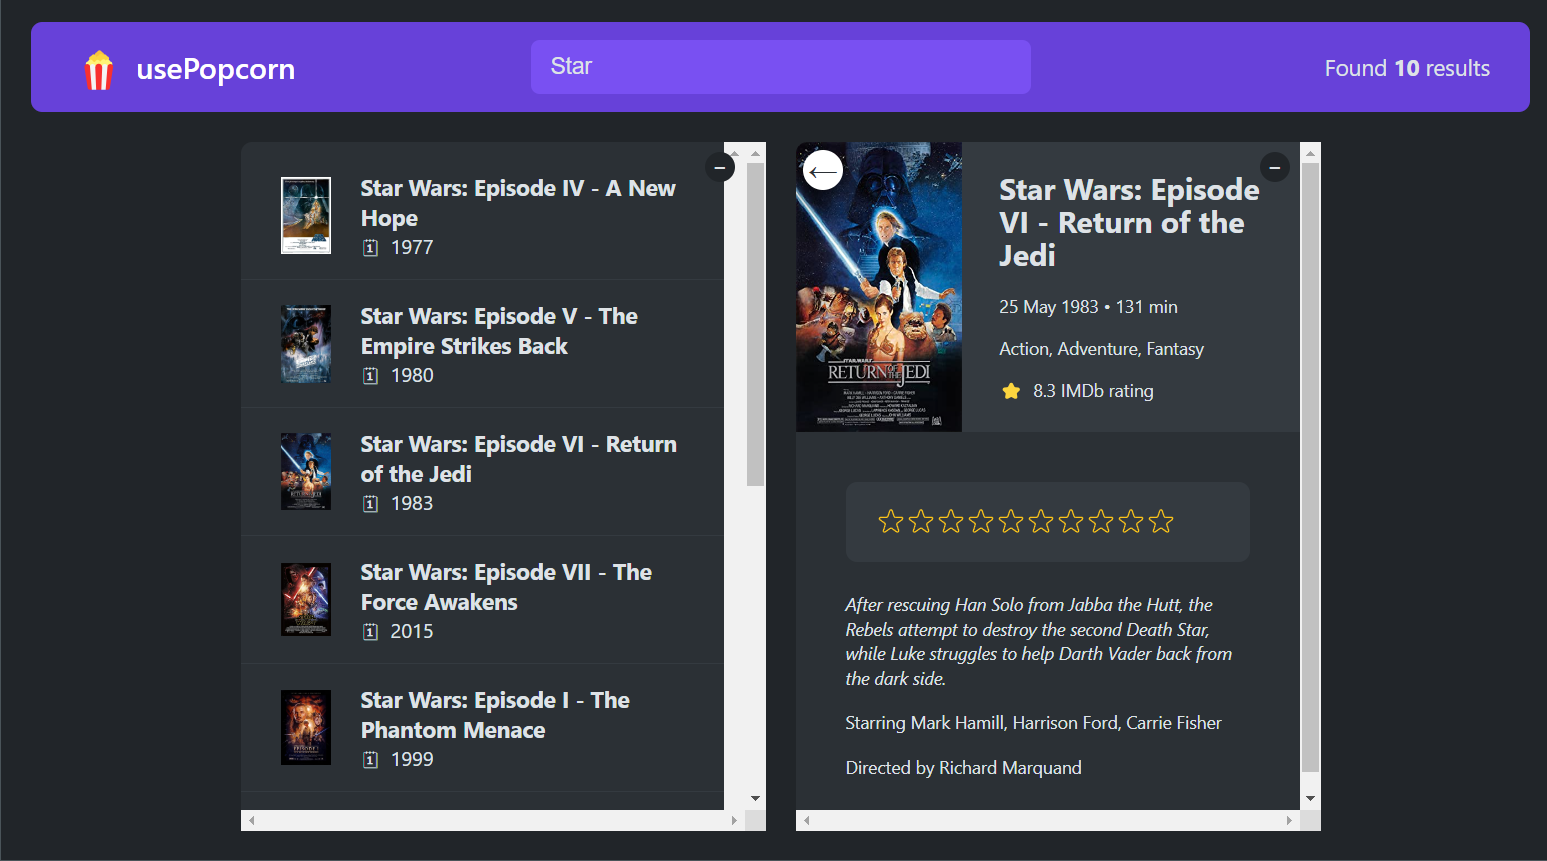 usePopcorn
Star
Found 10 results
Star Wars: Episode IV - A New
Hope
1977
Star Wars: Episode V - The
Empire Strikes Back
1980
Star Wars: Episode VI - Return
of the Jedi
1983
Star Wars: Episode VII - The
Force Awakens
2015
Star Wars: Episode I - The
Phantom Menace
1999
STAR WARS
RETURN OF THE JEDI
Star Wars: Episode
VI - Return of the
Jedi
25 May 1983 • 131 min
Action, Adventure, Fantasy
8.3 IMDb rating
After rescuing Han Solo from Jabba the Hutt, the
Rebels attempt to destroy the second Death Star,
while Luke struggles to help Darth Vader back from
the dark side.
Starring Mark Hamill, Harrison Ford, Carrie Fisher
Directed by Richard Marquand